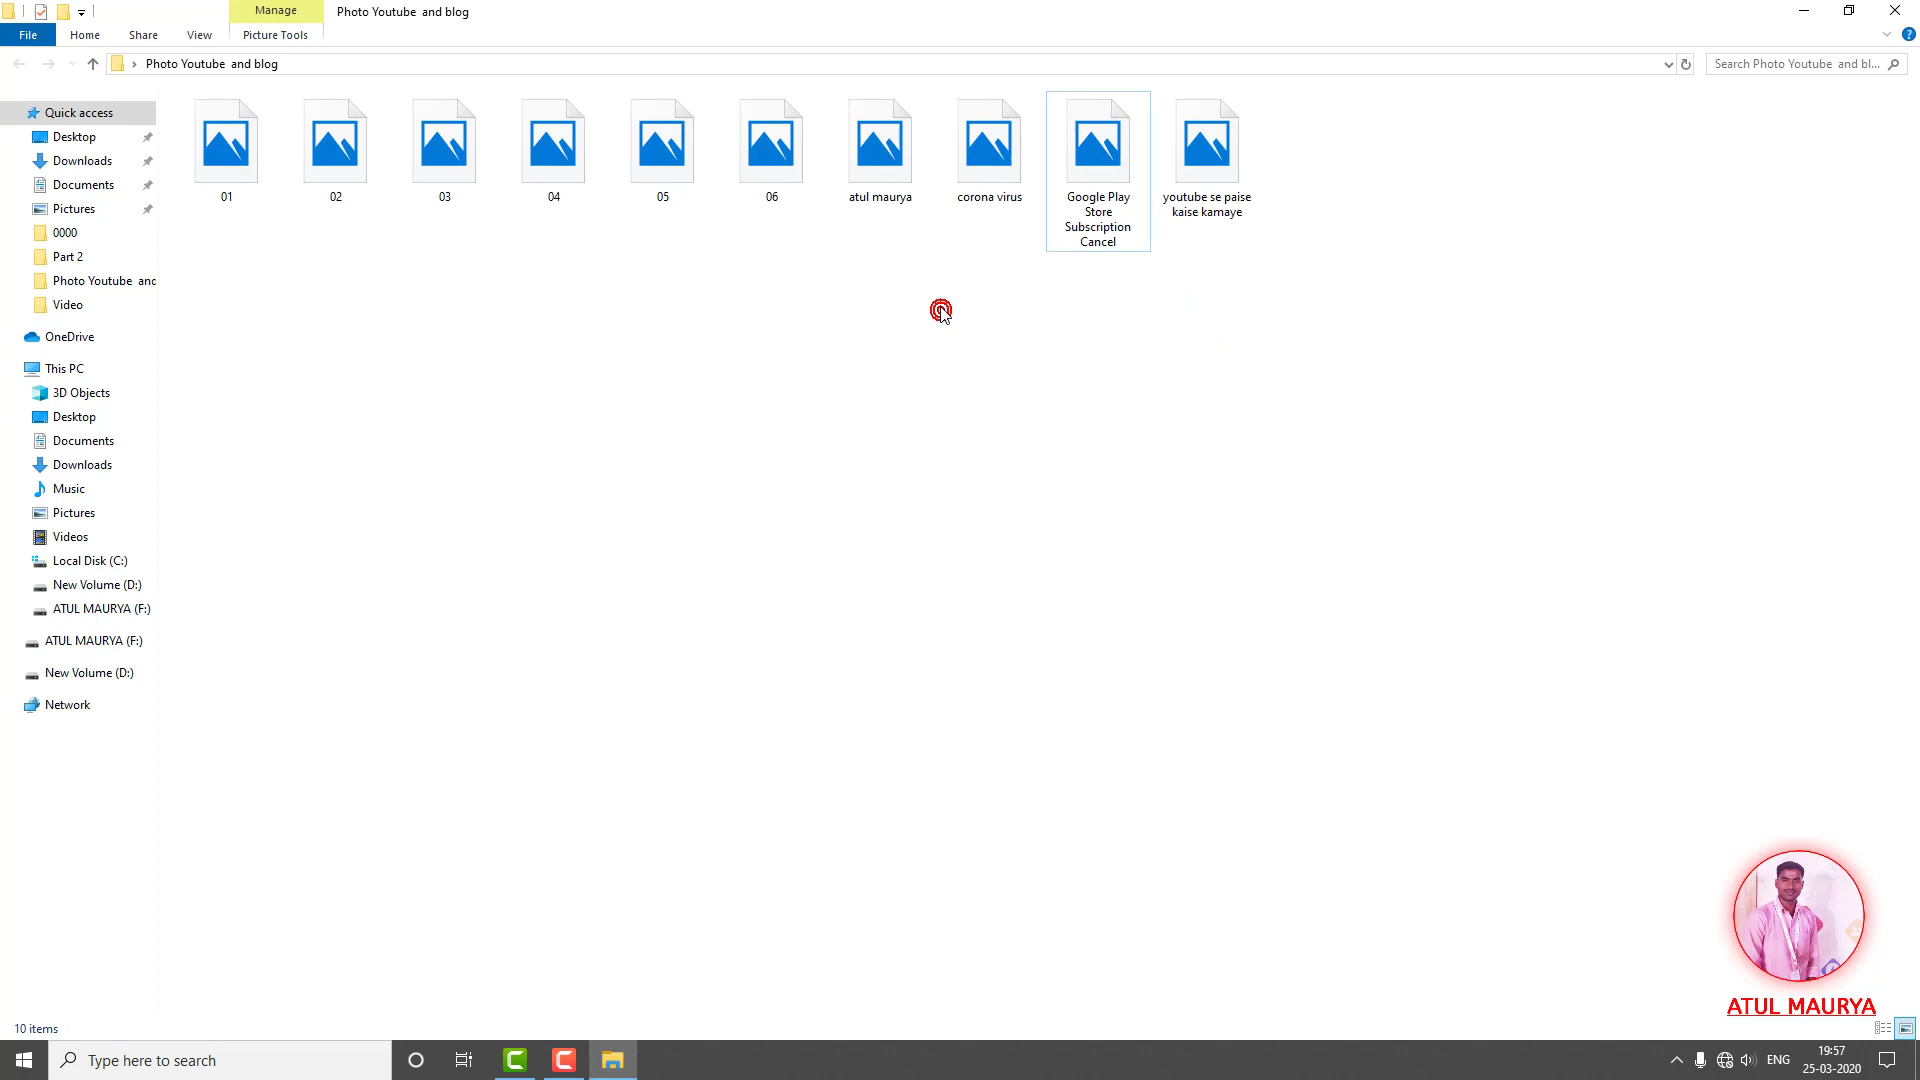 Manage
Photo Youtube  and blog
File
Home
Share
View
Picture Tools
Photo Youtube  and blog
Search Photo Youtube  and bl...
Quick access
Desktop
Downloads
Documents
Pictures
0000
Part 2
Photo Youtube  and
Video
OneDrive
This PC
3D Objects
Desktop
Documents
Downloads
Music
Pictures
Videos
Local Disk (C:)
New Volume (D:)
ATUL MAURYA (F:)
ATUL MAURYA (F:)
New Volume (D:)
Network
01
02
03
04
05
06
atul maurya
corona virus
Google Play
Store
Subscription
Cancel
youtube se paise
kaise kamaye
ATUL MAURYA
10 items
Type here to search
ENG
19:57
25-03-2020